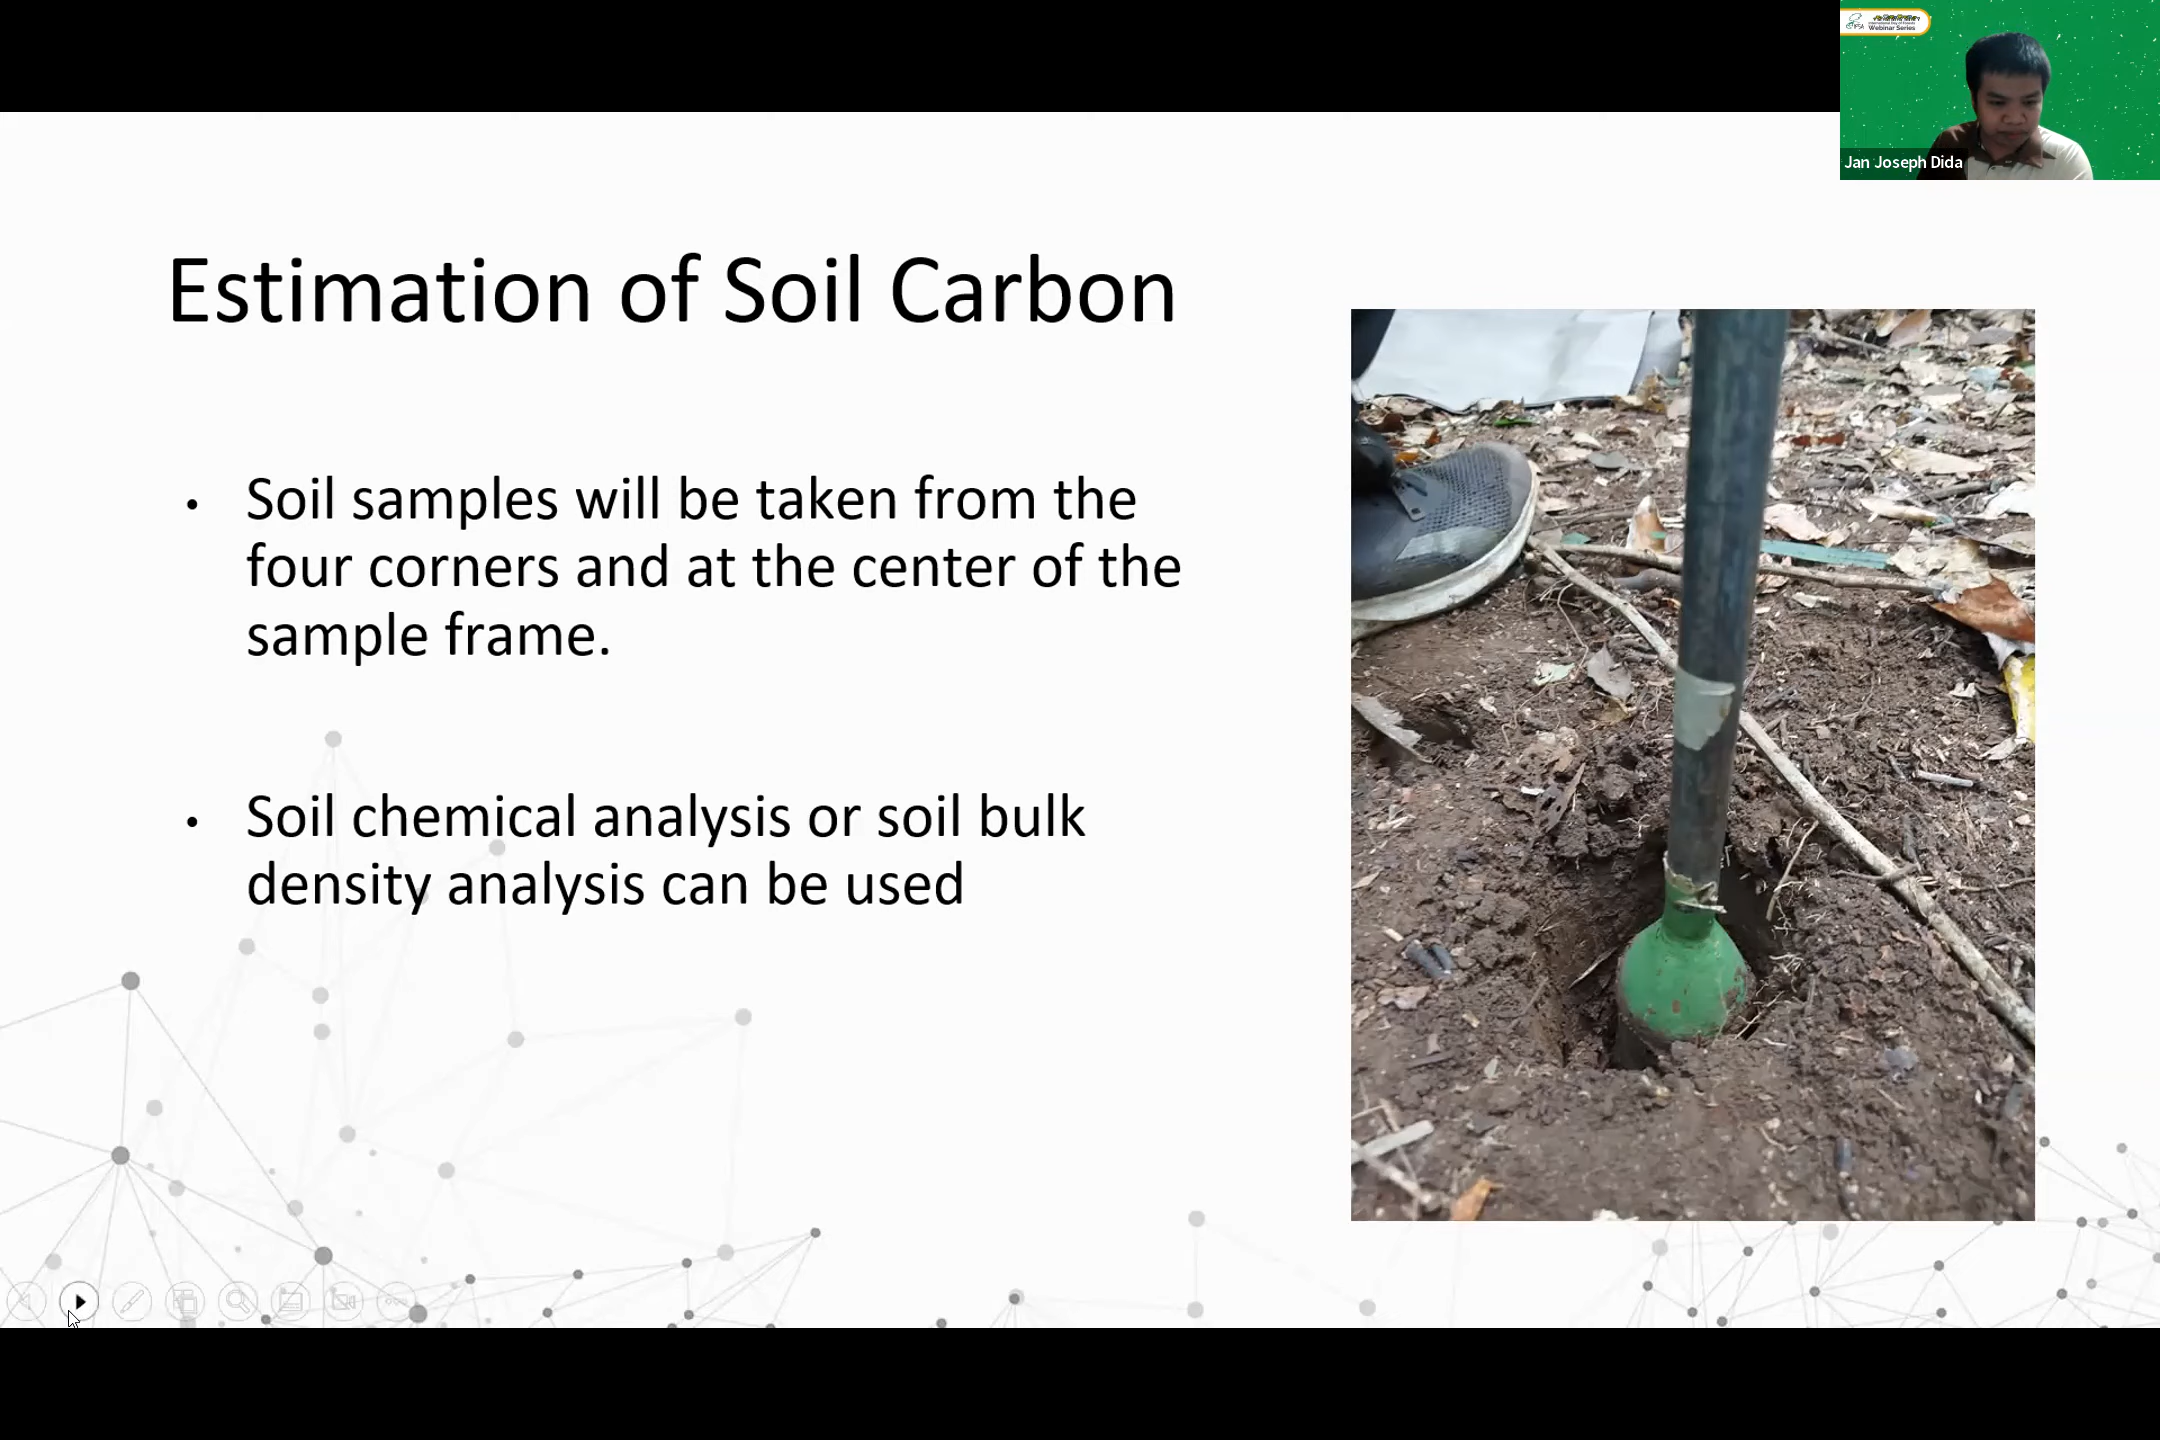 Webinar Series
Jan Joseph Dida
Estimation of Soil Carbon
• Soil samples will be taken from the
four corners and at the center of the
sample frame.
• Soil chemical analysis or soil bulk
density analysis can be used